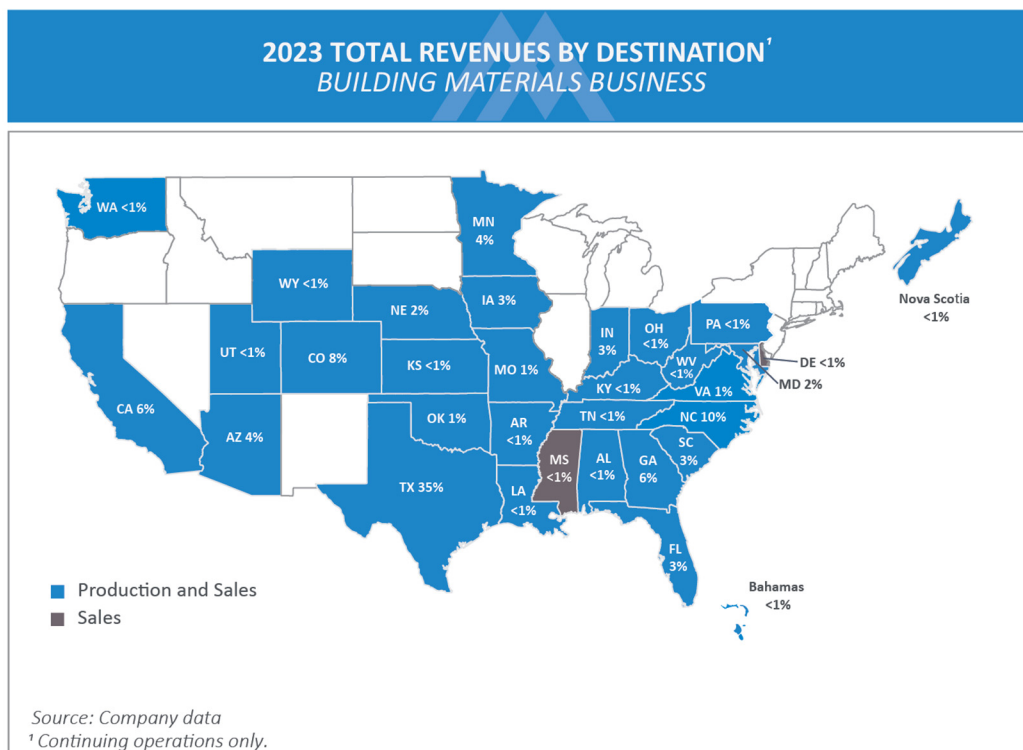 2023 TOTAL REVENUES BY DESTINATION¹
BUILDING MATERIALS BUSINESS
WA <1%
MN
4%
WY <1%
IA 3%
NE 2%
Nova Scotia
<1%
UT <1%
CO 8%
KS <1%
MO 1%
IN
3%
OH
<1%
PA <1%
WV
<1%
DE <1%
MD 2%
KY <1%
VA 1%
CA 6%
AZ 4%
OK 1%
AR
<1%
TN <1%
NC 10%
SC
3%
MS
<1%
AL
<1%
GA
6%
TX 35%
LA
<1%
FL
3%
Bahamas
<1%
Production and Sales
Sales
Source: Company data
¹ Continuing operations only.